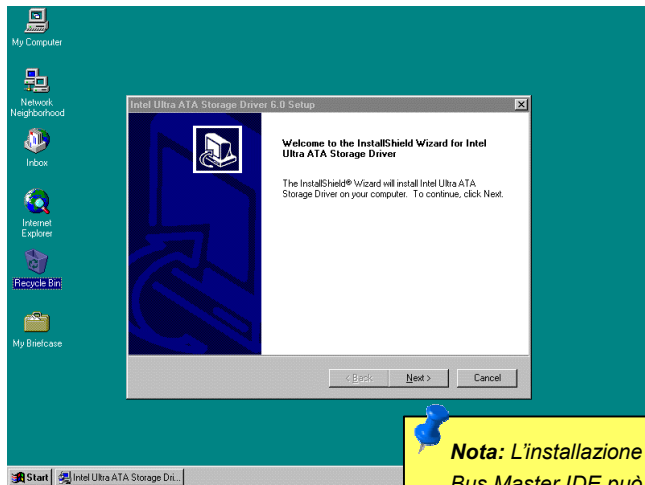 My Computer
Network
Neighborhood
Inbox
Internet
Explorer
Recycle Bin
My Briefcase
Intel Ultra ATA Storage Driver 6.0 Setup
Welcome to the InstallShield Wizard for Intel
Ultra ATA Storage Driver
The InstallShield® Wizard will install Intel Ultra ATA
Storage Driver on your computer. To continue, click Next.
< Back
Next >
Cancel
Nota: L'installazione
Bus Master IDE può
Start
Intel Ultra ATA Storage Dri...